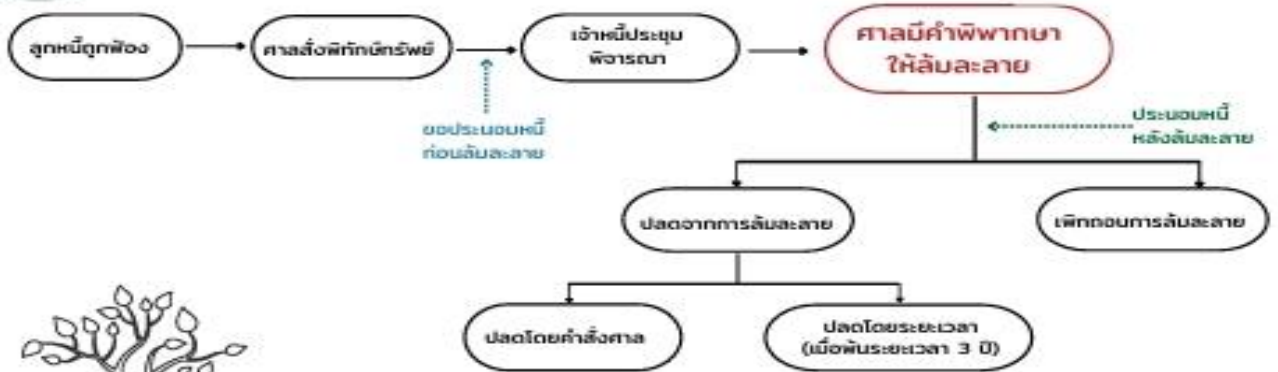 ลูกหนี้ถูกฟ้อง
ศาลสั่งพิทักษ์ทรัพย์
เจ้าหนี้ประชุม
พิจารณา
ศาลมีคำพิพากษา
ให้ล้มละลาย
ขอประนอมหนี้
ก่อนล้มละลาย
ประนอมหนี้
หลังล้มละลาย
ปลดจากการล้มละลาย
เพิกถอนการล้มละลาย
ปลดโดยคำสั่งศาล
ปลดโดยระยะเวลา
(เมื่อพ้นระยะเวลา 3 ปี)